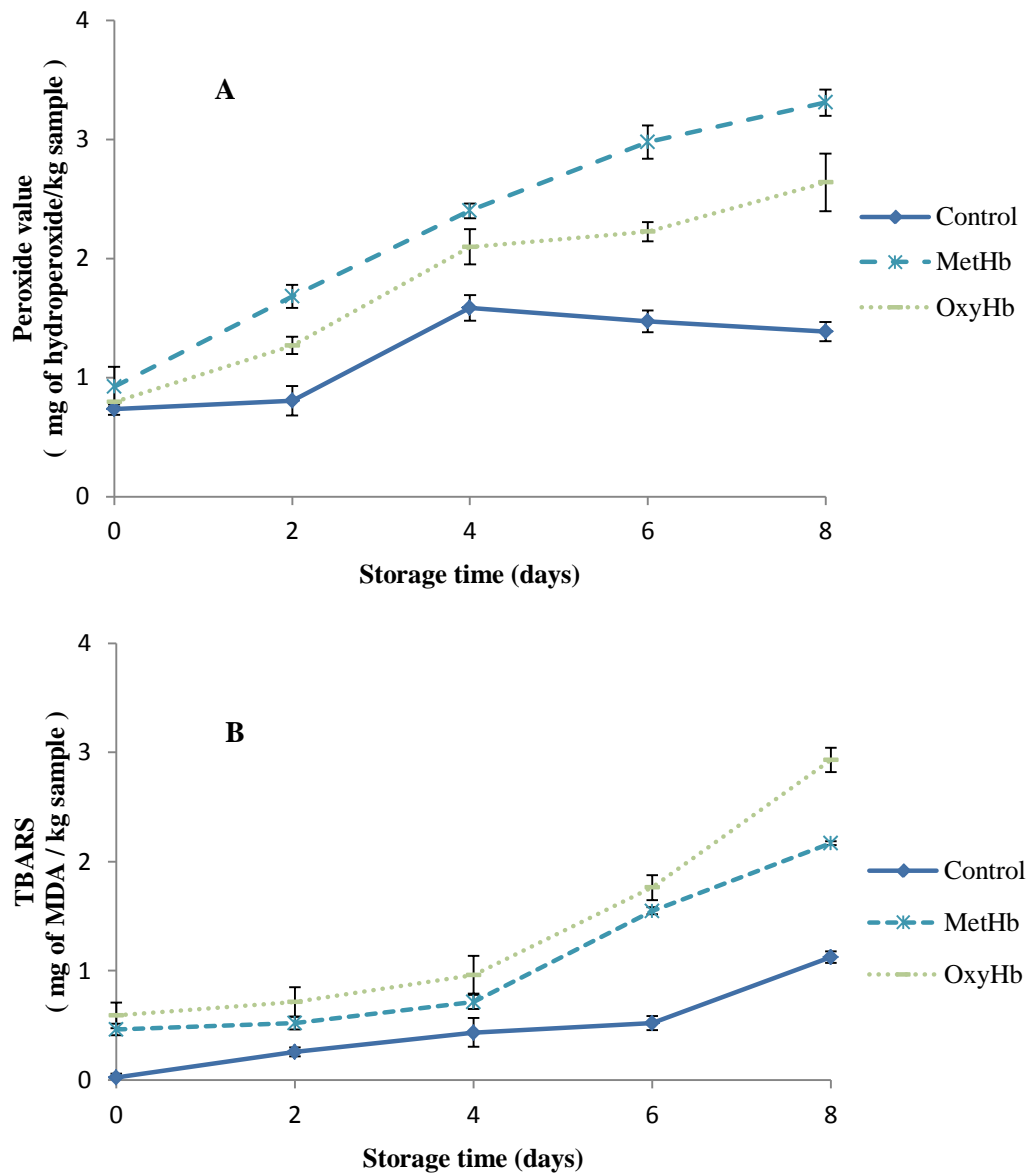 A
Peroxide value
( mg of hydroperoxide/kg sample )
4
3
2
1
0
0 2 4 6 8
Storage time (days)
Control
MetHb
OxyHb
B
TBARS
( mg of MDA / kg sample )
4
3
2
1
0
0 2 4 6 8
Storage time (days)
Control
MetHb
OxyHb